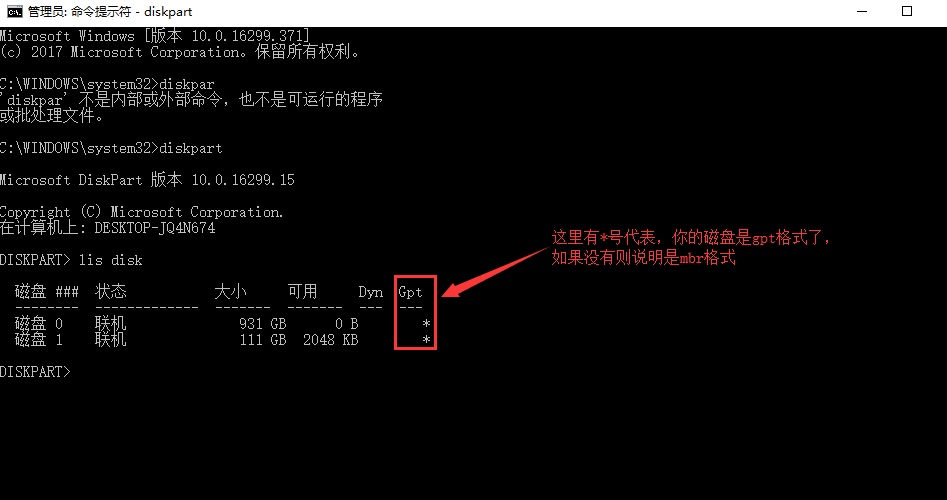 管理员: 命令提示符 - diskpart
Microsoft Windows [版本 10.0.16299.371]
(c) 2017 Microsoft Corporation。保留所有权利。
C:\WINDOWS\system32>diskpar
'diskpar' 不是内部或外部命令，也不是可运行的程序
或批处理文件。
C:\WINDOWS\system32>diskpart
Microsoft DiskPart 版本 10.0.16299.15
Copyright (C) Microsoft Corporation.
在计算机上: DESKTOP-JQ4N674
DISKPART> lis disk
磁盘 ### 状态 大小 可用 Dyn Gpt
-------- ------------- ------- ------- --- ---
磁盘 0 联机 931 GB 0 B *
磁盘 1 联机 111 GB 2048 KB *
DISKPART>
这里有*号代表，你的磁盘是gpt格式了，
如果没有则说明是mbr格式